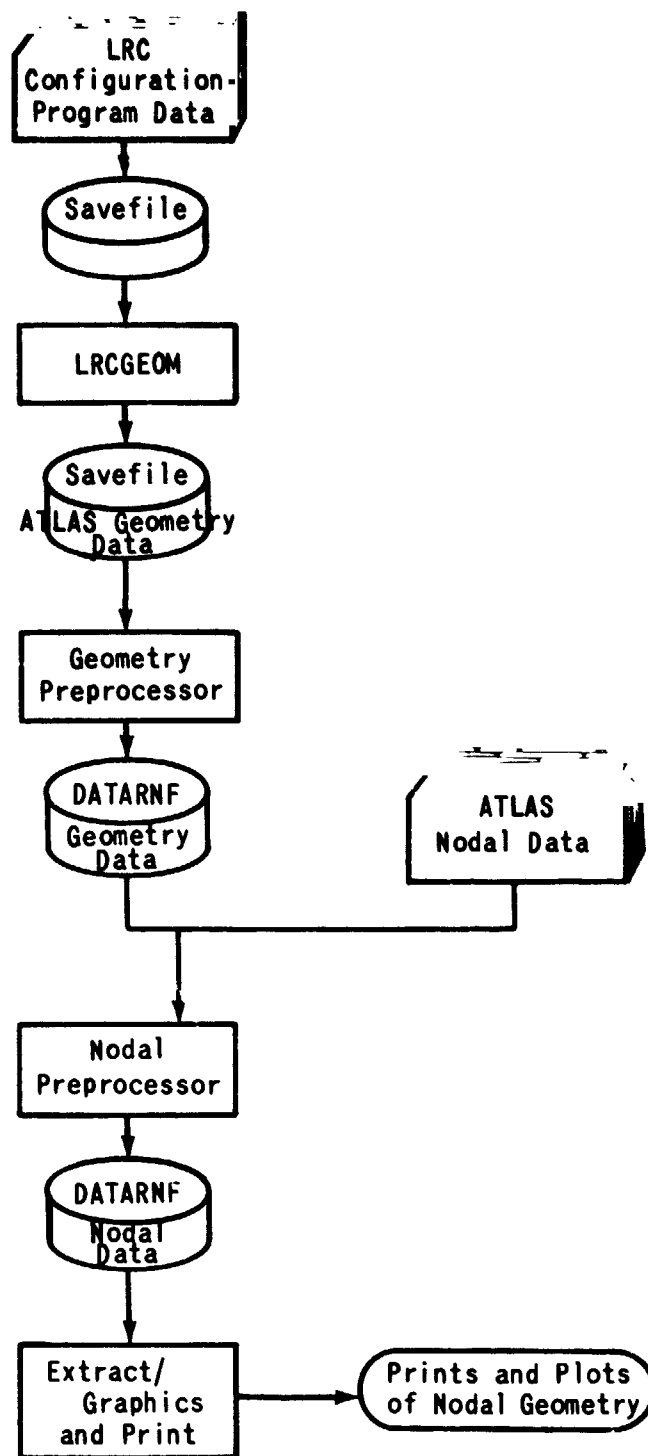 LRC
Configuration-
Program Data
Savefile
LRCGEOM
Savefile
ATLAS Geometry
Data
Geometry
Preprocessor
DATARNF
Geometry
Data
ATLAS
Nodal Data
Nodal
Preprocessor
DATARNF
Nodal
Data
Extract/
Graphics
and Print
Prints and Plots
of Nodal Geometry